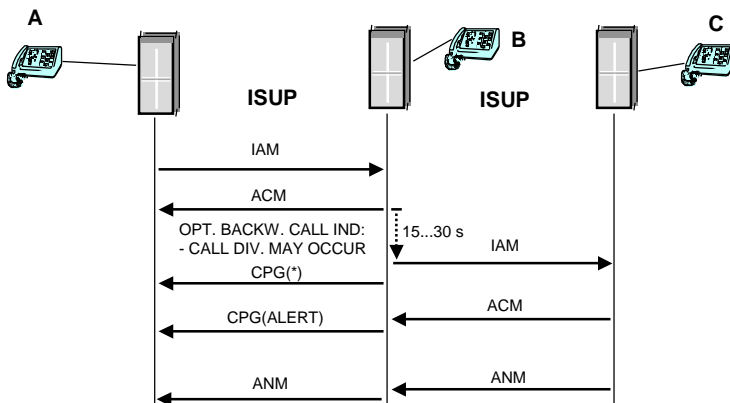 A
B
C
ISUP
ISUP
IAM
ACM
OPT. BACKW. CALL IND:
- CALL DIV. MAY OCCUR
15...30 s
IAM
CPG(*)
ACM
CPG(ALERT)
ANM
ANM